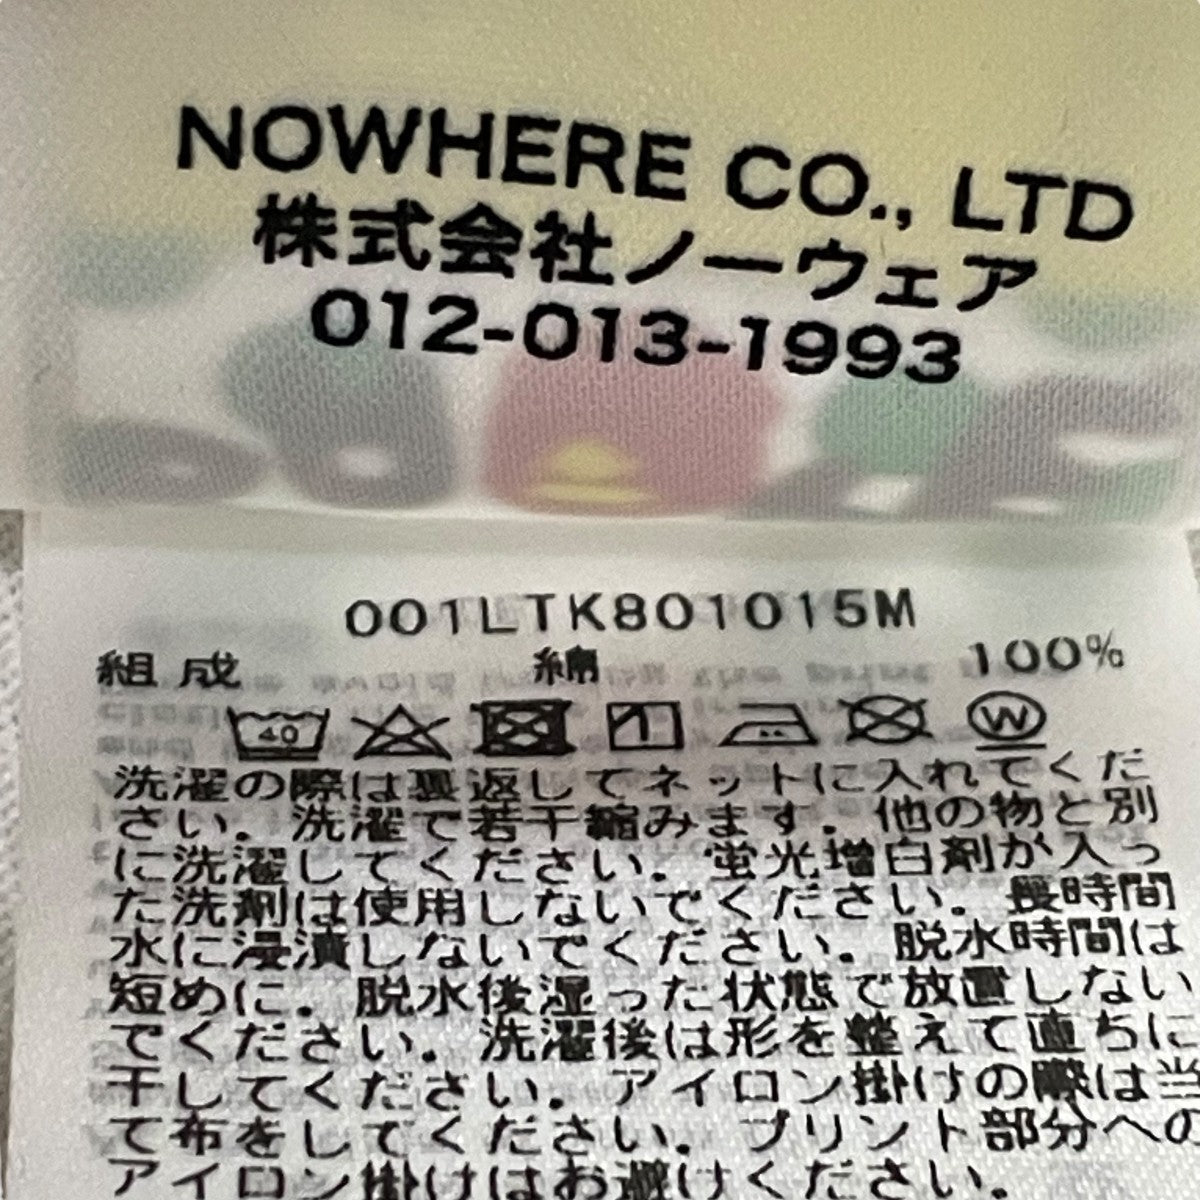 NOWHERE CO., LTD
株式会社ノーウェア
012-013-1993
001LTK801015M
組成 綿 100%
40 W
洗濯の際は裏返してネットに入れてくだ
さい。洗濯で若干縮みます。他の物と別
に洗濯してください。蛍光増白剤が入っ
た洗剤は使用しないでください。長時間
水に浸漬しないでください。脱水時間は
短めに。脱水後湿った状態で放置しない
でください。洗濯後は形を整えて直ちに
干してください。アイロン掛けの際は当
て布をしてください。プリント部分への
アイロン掛けはお避けください。